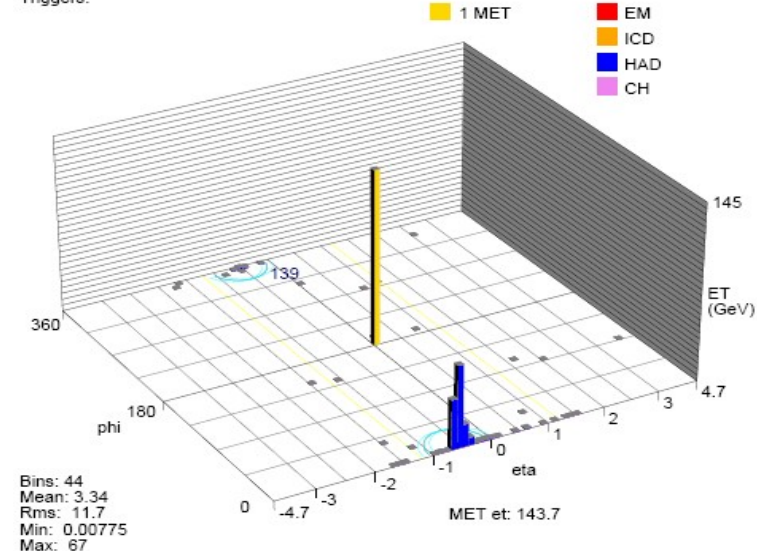 Triggers:
1 MET
EM
ICD
HAD
CH
145
139
ET
(GeV)
360
4.7
3
180
2
phi
1
0
eta
-1
-2
-3
0
-4.7
MET et: 143.7
Bins: 44
Mean: 3.34
Rms: 11.7
Min: 0.00775
Max: 67